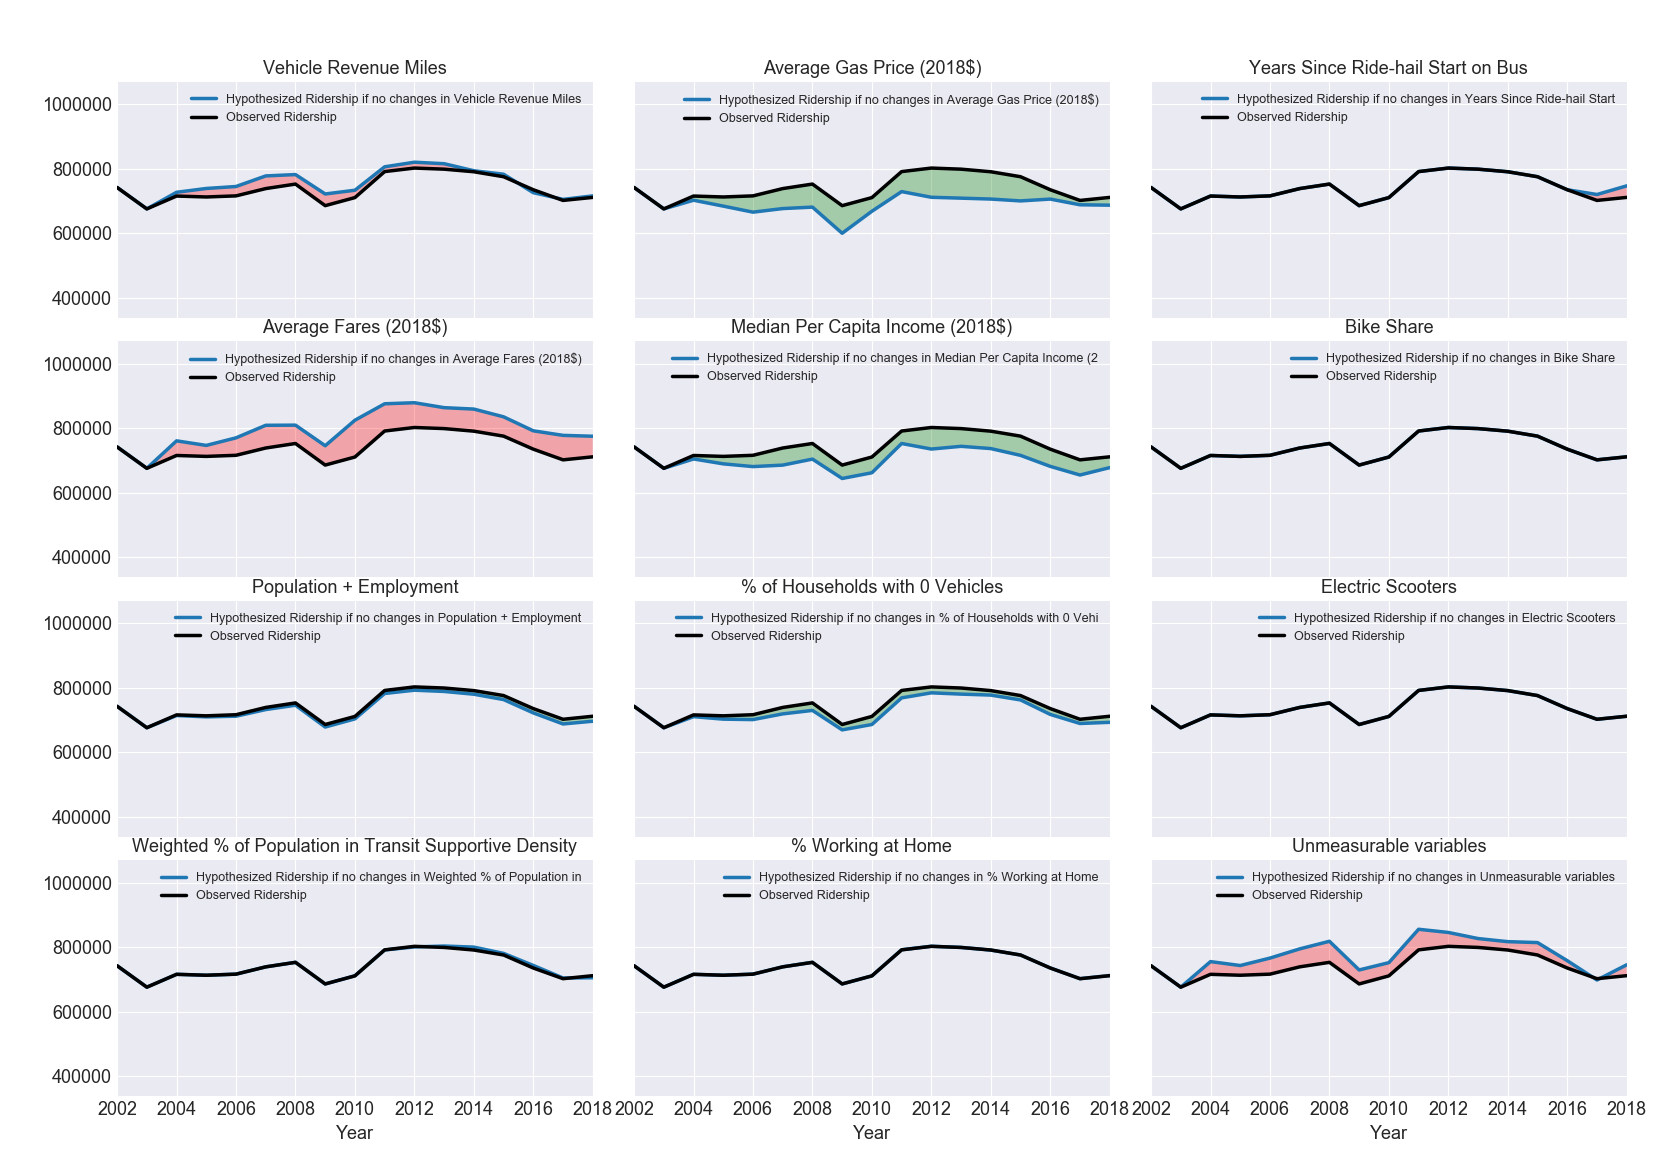 Vehicle Revenue Miles
Hypothesized Ridership if no changes in Vehicle Revenue Miles
Observed Ridership
1000000
800000
600000
400000
Average Gas Price (2018$)
Hypothesized Ridership if no changes in Average Gas Price (2018$)
Observed Ridership
Years Since Ride-hail Start on Bus
Hypothesized Ridership if no changes in Years Since Ride-hail Start
Observed Ridership
Average Fares (2018$)
Hypothesized Ridership if no changes in Average Fares (2018$)
Observed Ridership
1000000
800000
600000
400000
Median Per Capita Income (2018$)
Hypothesized Ridership if no changes in Median Per Capita Income (2
Observed Ridership
Bike Share
Hypothesized Ridership if no changes in Bike Share
Observed Ridership
Population + Employment
Hypothesized Ridership if no changes in Population + Employment
Observed Ridership
1000000
800000
600000
400000
% of Households with 0 Vehicles
Hypothesized Ridership if no changes in % of Households with 0 Vehi
Observed Ridership
Electric Scooters
Hypothesized Ridership if no changes in Electric Scooters
Observed Ridership
Weighted % of Population in Transit Supportive Density
Hypothesized Ridership if no changes in Weighted % of Population in
Observed Ridership
1000000
800000
600000
400000
2002 2004 2006 2008 2010 2012 2014 2016 2018
Year
% Working at Home
Hypothesized Ridership if no changes in % Working at Home
Observed Ridership
2002 2004 2006 2008 2010 2012 2014 2016 2018
Year
Unmeasurable variables
Hypothesized Ridership if no changes in Unmeasurable variables
Observed Ridership
2002 2004 2006 2008 2010 2012 2014 2016 2018
Year